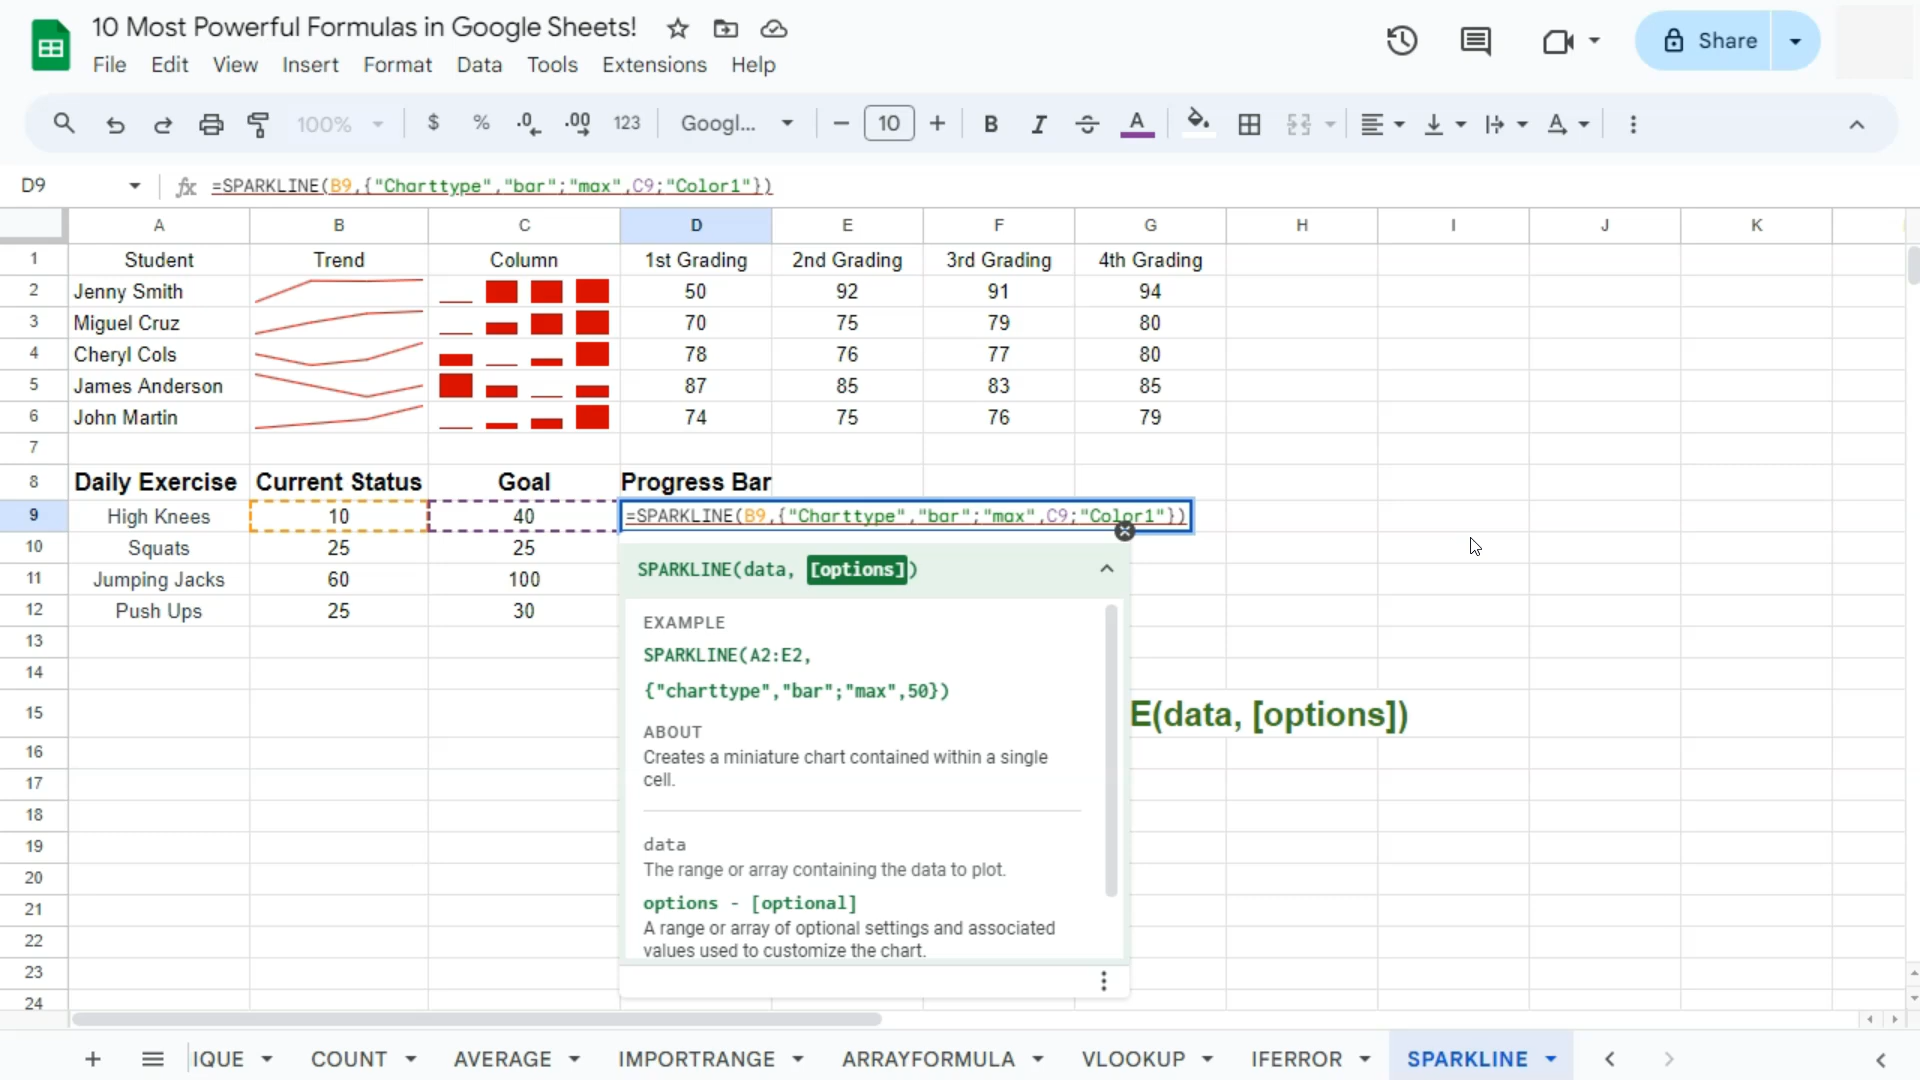 10 Most Powerful Formulas in Google Sheets!
File Edit View Insert Format Data Tools Extensions Help
Share
100% $ % .0 .00 123 Googl... 10 B I A
D9 fx =SPARKLINE(B9,{"Charttype","bar";"max",C9;"Color1"})
A B C D E F G H I J K
1 Student Trend Column 1st Grading 2nd Grading 3rd Grading 4th Grading
2 Jenny Smith 50 92 91 94
3 Miguel Cruz 70 75 79 80
4 Cheryl Cols 78 76 77 80
5 James Anderson 87 85 83 85
6 John Martin 74 75 76 79
7
8 Daily Exercise Current Status Goal Progress Bar
9 High Knees 10 40 =SPARKLINE(B9,{"Charttype","bar";"max",C9;"Color1"})
10 Squats 25 25
11 Jumping Jacks 60 100
12 Push Ups 25 30
13
14
15
16
17
18
19
20
21
22
23
24
SPARKLINE(data, [options])
EXAMPLE
SPARKLINE(A2:E2,
{"charttype","bar";"max",50})
ABOUT
Creates a miniature chart contained within a single
cell.
data
The range or array containing the data to plot.
options - [optional]
A range or array of optional settings and associated
values used to customize the chart.
E(data, [options])
IQUE COUNT AVERAGE IMPORTRANGE ARRAYFORMULA VLOOKUP IFERROR SPARKLINE